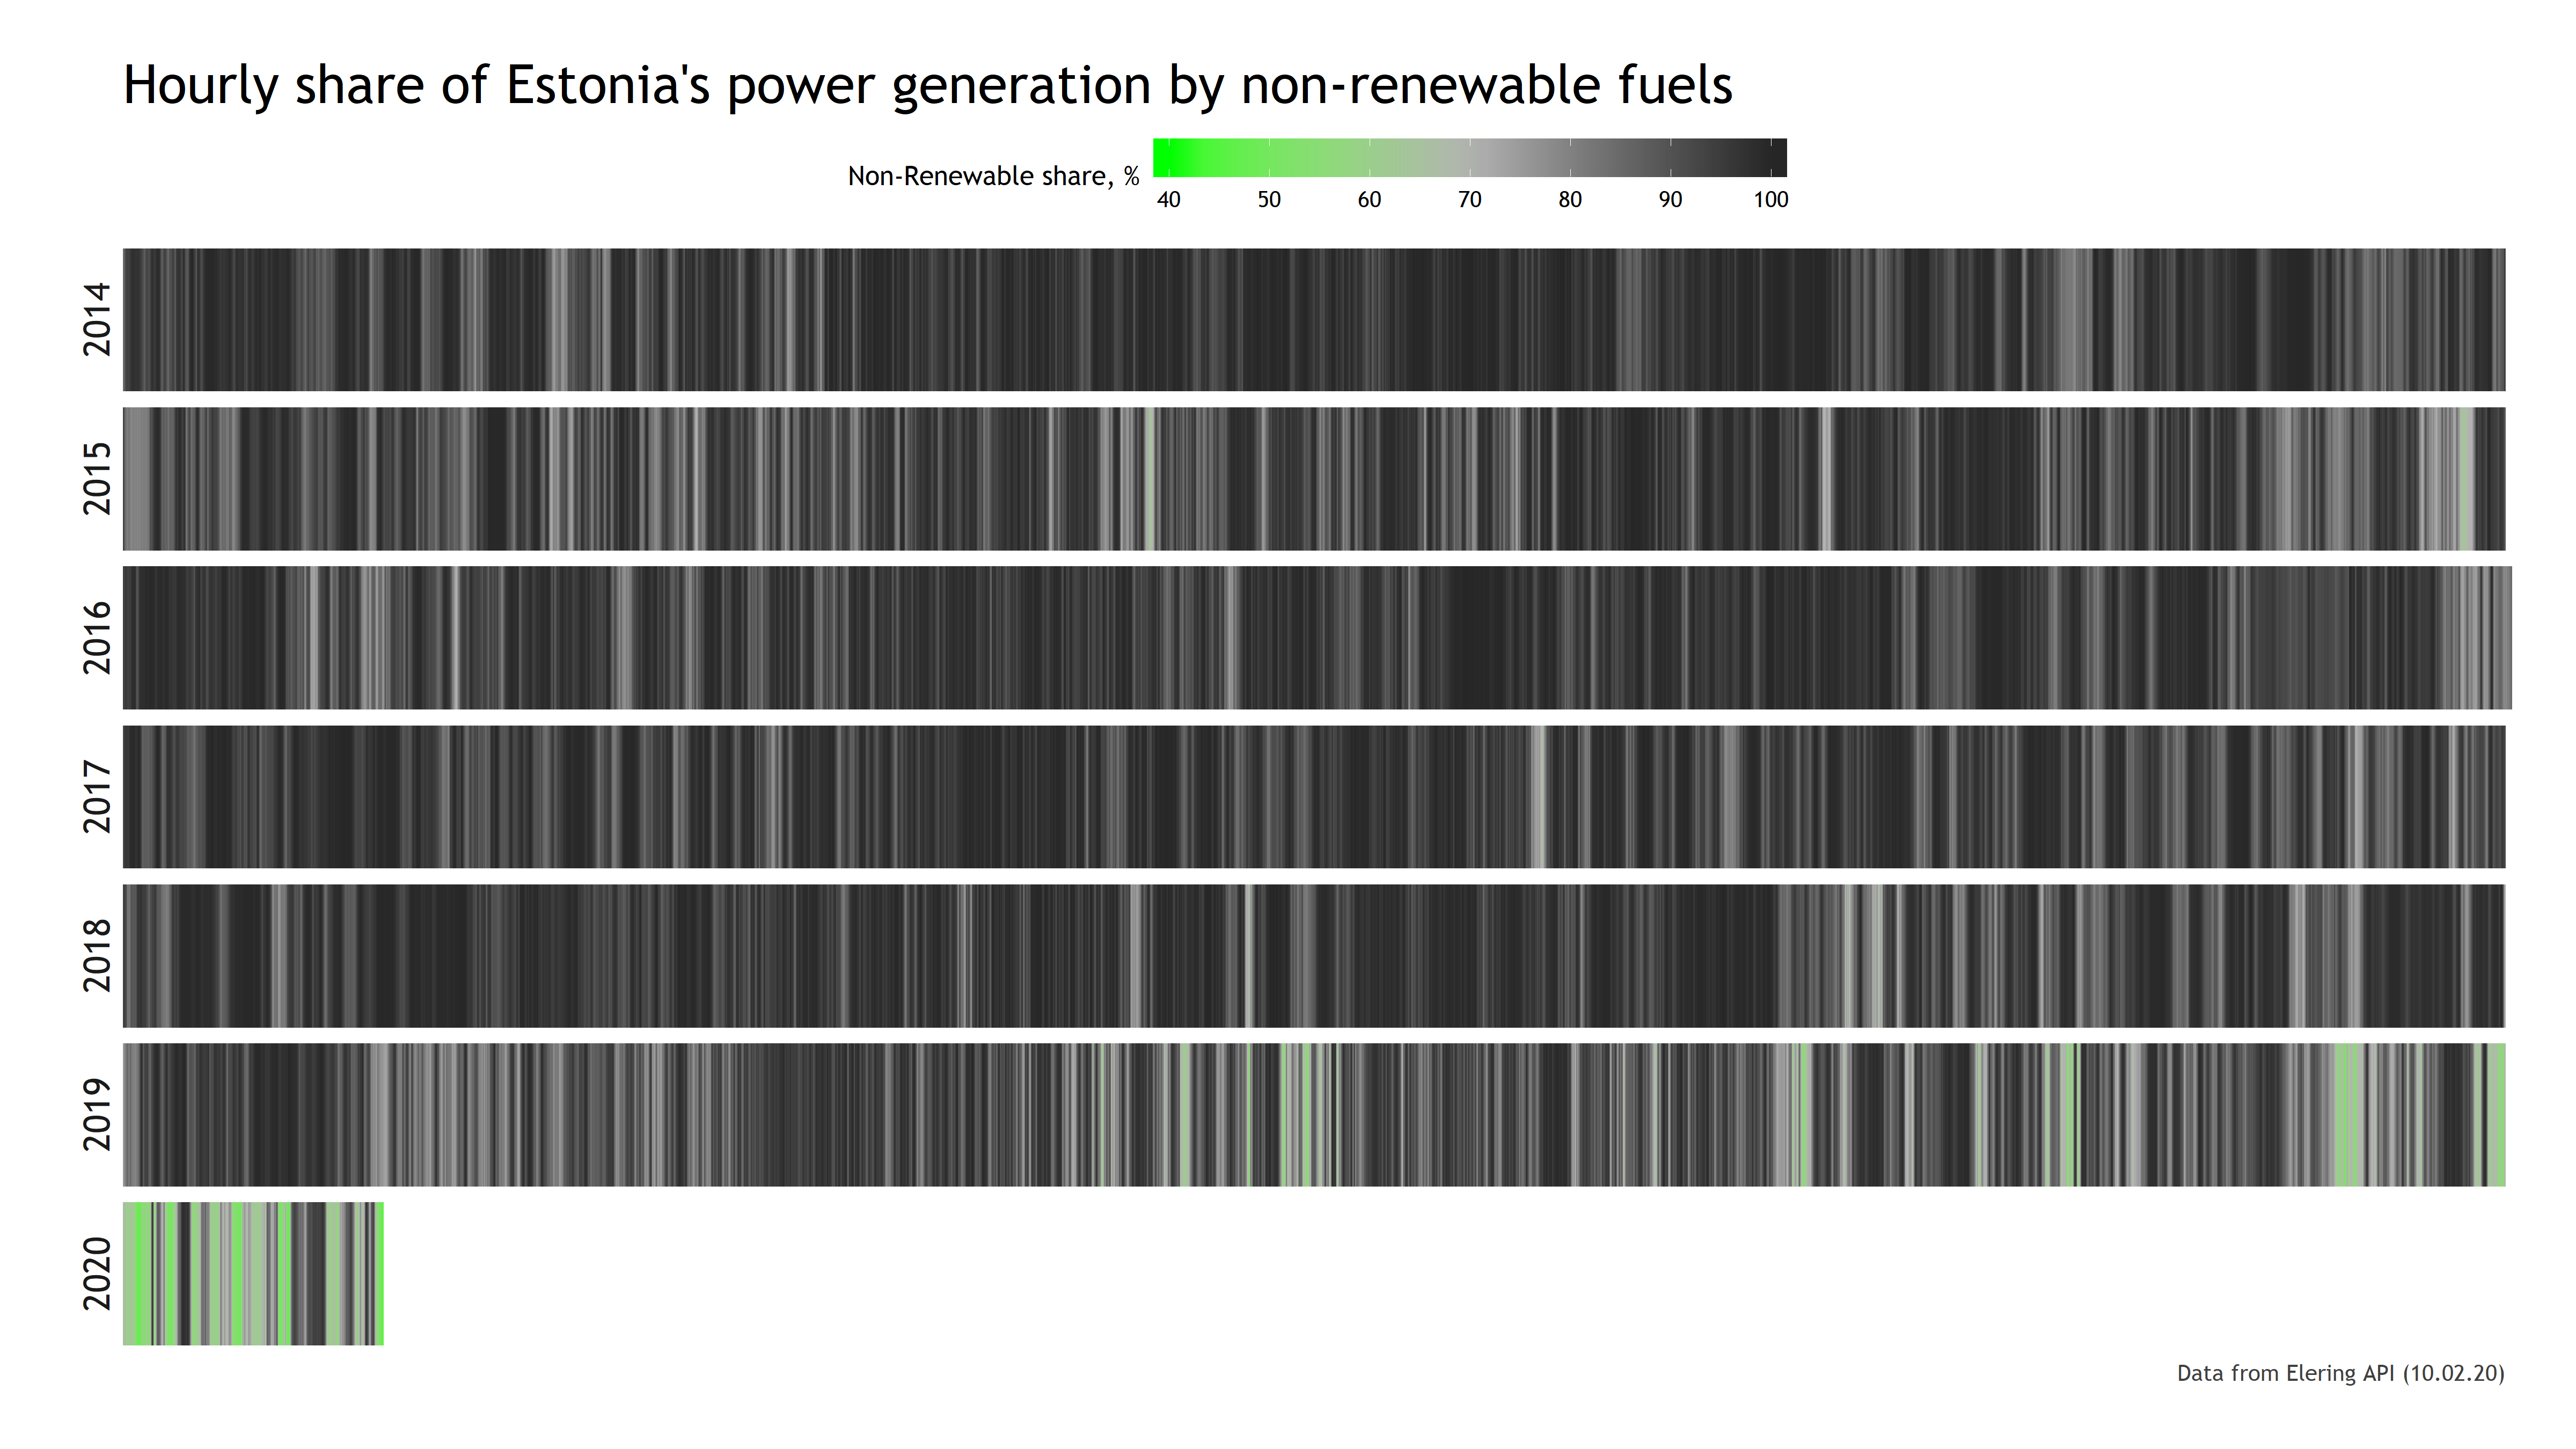 Hourly share of Estonia's power generation by non-renewable fuels
Non-Renewable share, %
40 50 60 70 80 90 100
2014
2015
2016
2017
2018
2019
2020
Data from Elering API (10.02.20)